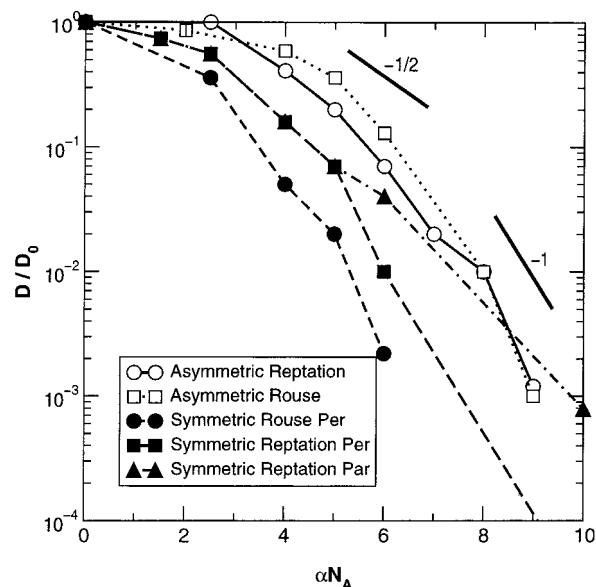 10⁰
10⁻¹
10⁻²
10⁻³
10⁻⁴
D / D₀
−1/2
−1
Asymmetric Reptation
Asymmetric Rouse
Symmetric Rouse Per
Symmetric Reptation Per
Symmetric Reptation Par
0 2 4 6 8 10
αN_A